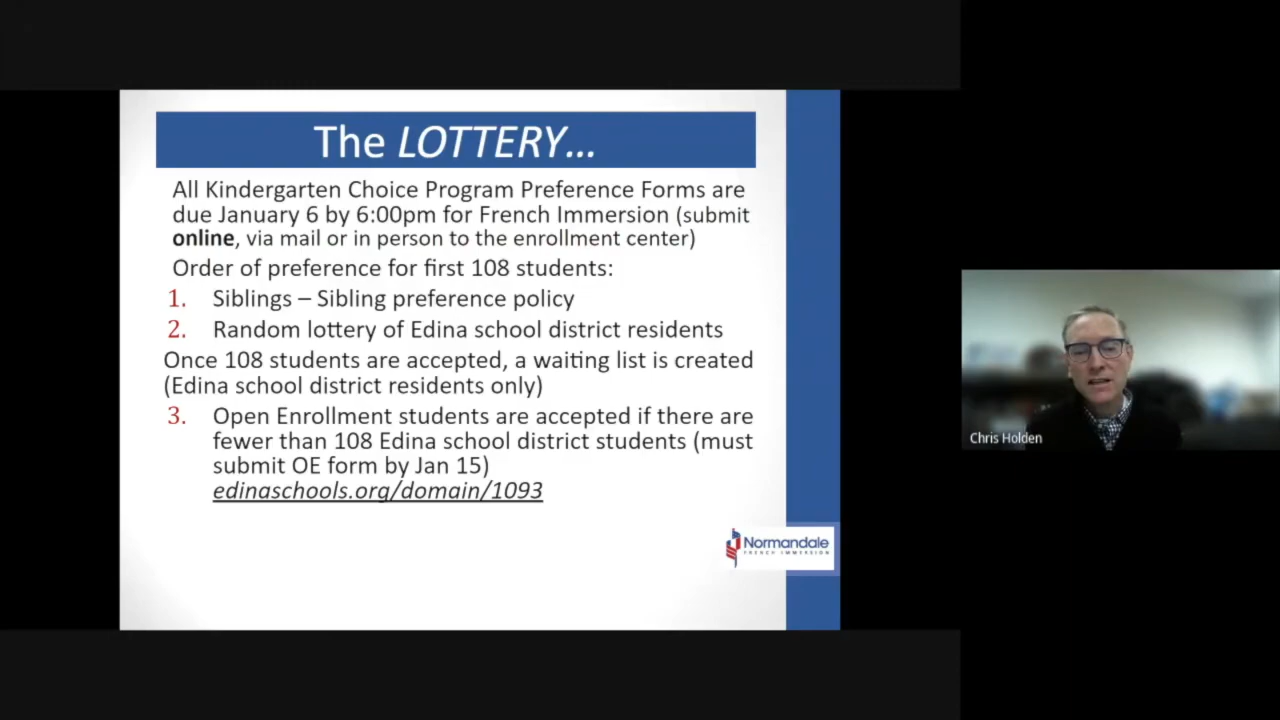 The LOTTERY...
All Kindergarten Choice Program Preference Forms are
due January 6 by 6:00pm for French Immersion (submit
online, via mail or in person to the enrollment center)
Order of preference for first 108 students:
1. Siblings – Sibling preference policy
2. Random lottery of Edina school district residents
Once 108 students are accepted, a waiting list is created
(Edina school district residents only)
3. Open Enrollment students are accepted if there are
fewer than 108 Edina school district students (must
submit OE form by Jan 15)
edinaschools.org/domain/1093
Normandale
FRENCH IMMERSION
Chris Holden